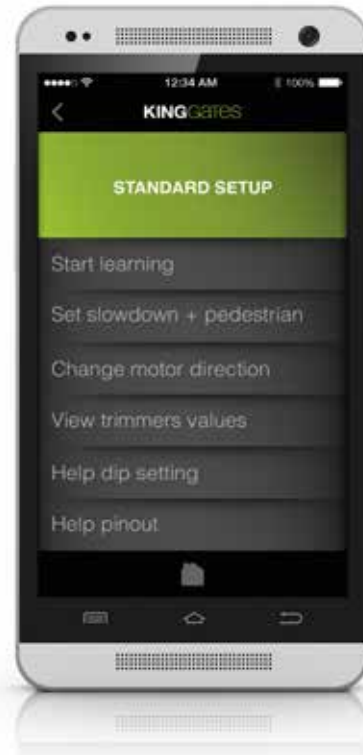 12:34 AM 100%
KINGGATES
STANDARD SETUP
Start learning
Set slowdown + pedestrian
Change motor direction
View trimmers values
Help dip setting
Help pinout